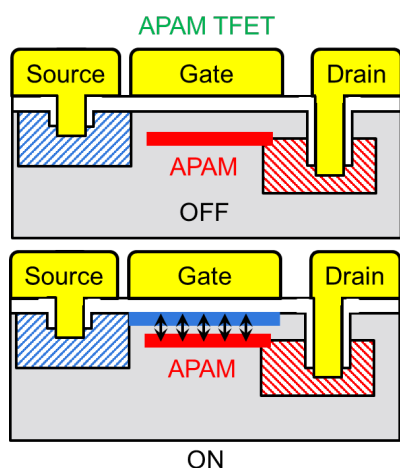 APAM TFET
Source Gate Drain
APAM
OFF
Source Gate Drain
APAM
ON